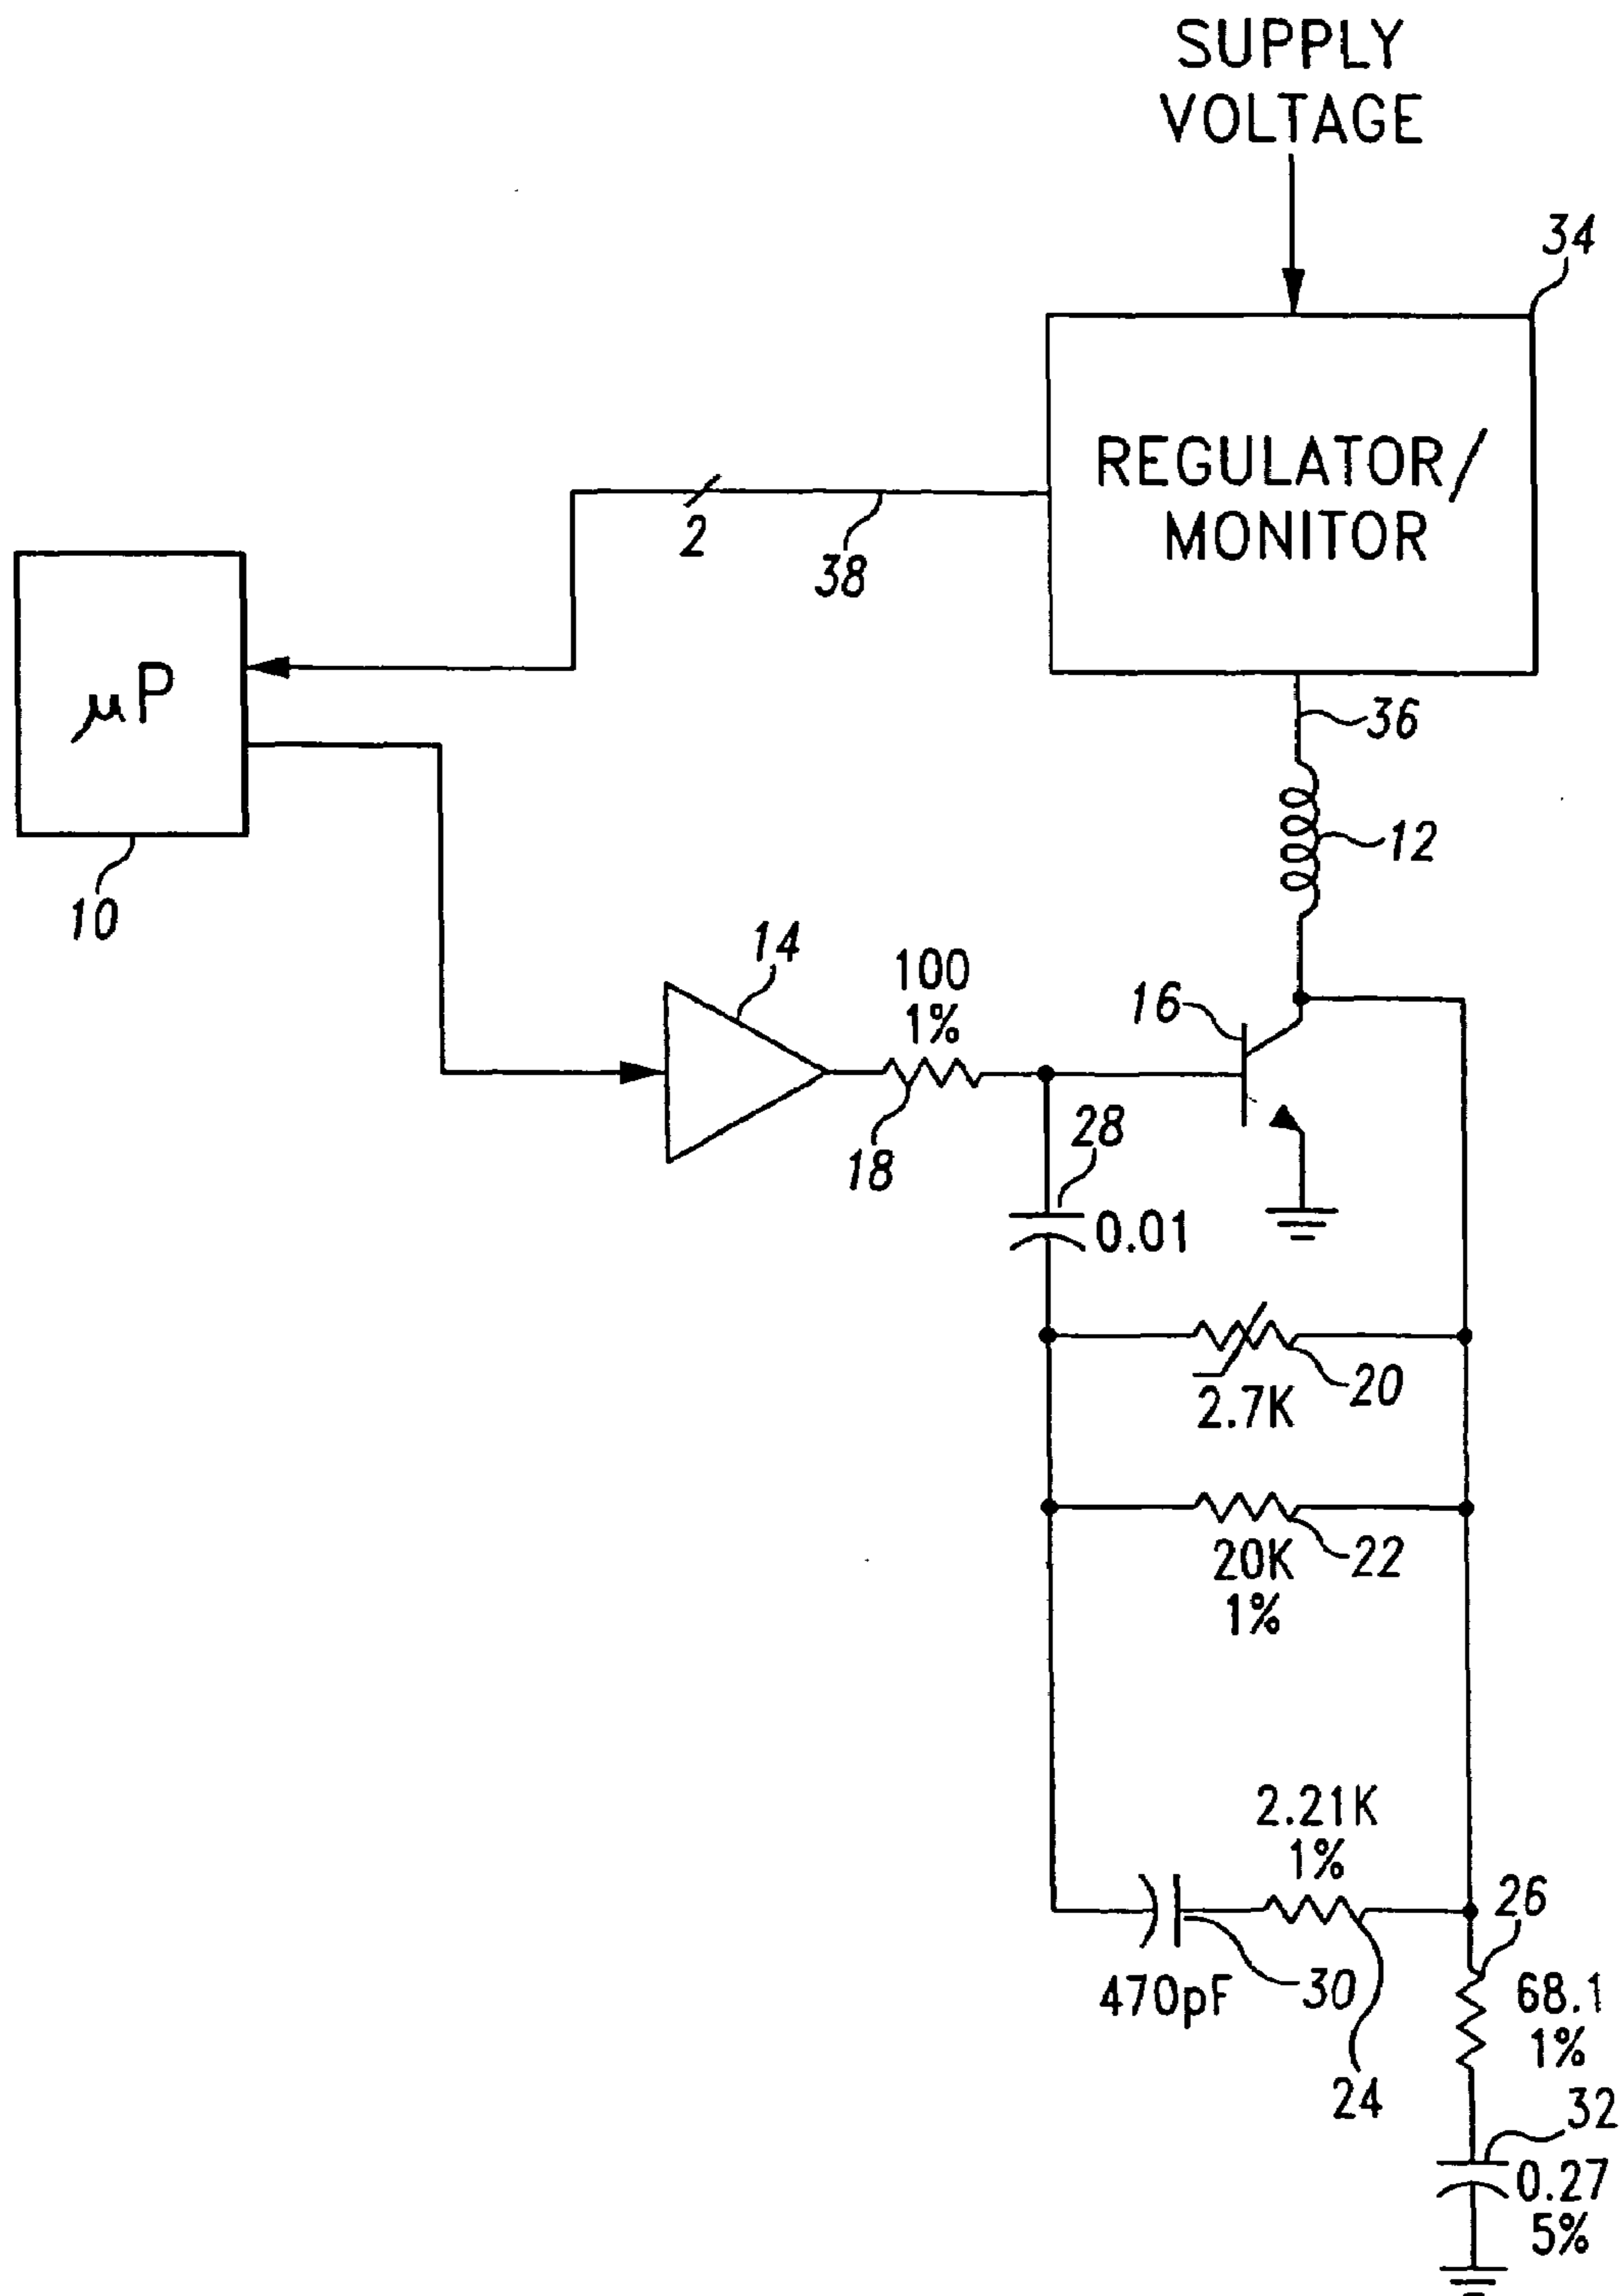 SUPPLY
VOLTAGE
34
REGULATOR/
MONITOR
2
38
µP
36
12
10
14
100
1%
16
18
28
0.01
20
2.7K
22
20K
1%
2.21K
1%
26
30
470pF
68.1
1%
24
32
0.27
5%